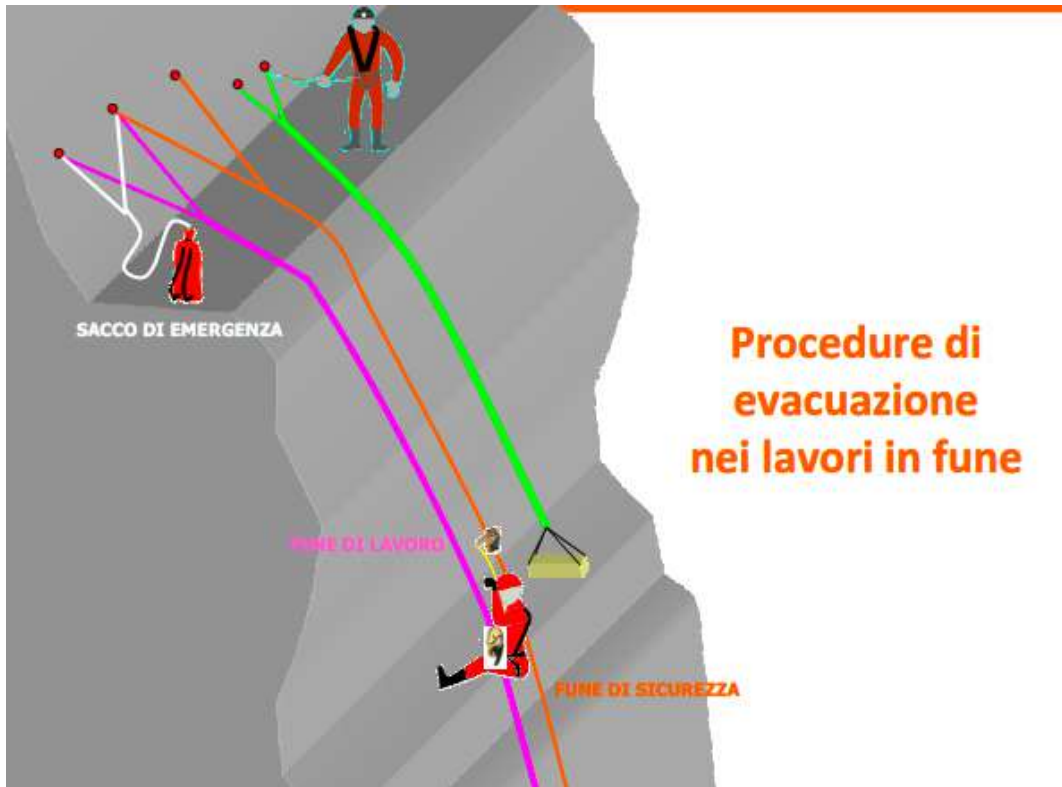 SACCO DI EMERGENZA
Procedure di
evacuazione
nei lavori in fune
FUNE DI LAVORO
FUNE DI SICUREZZA